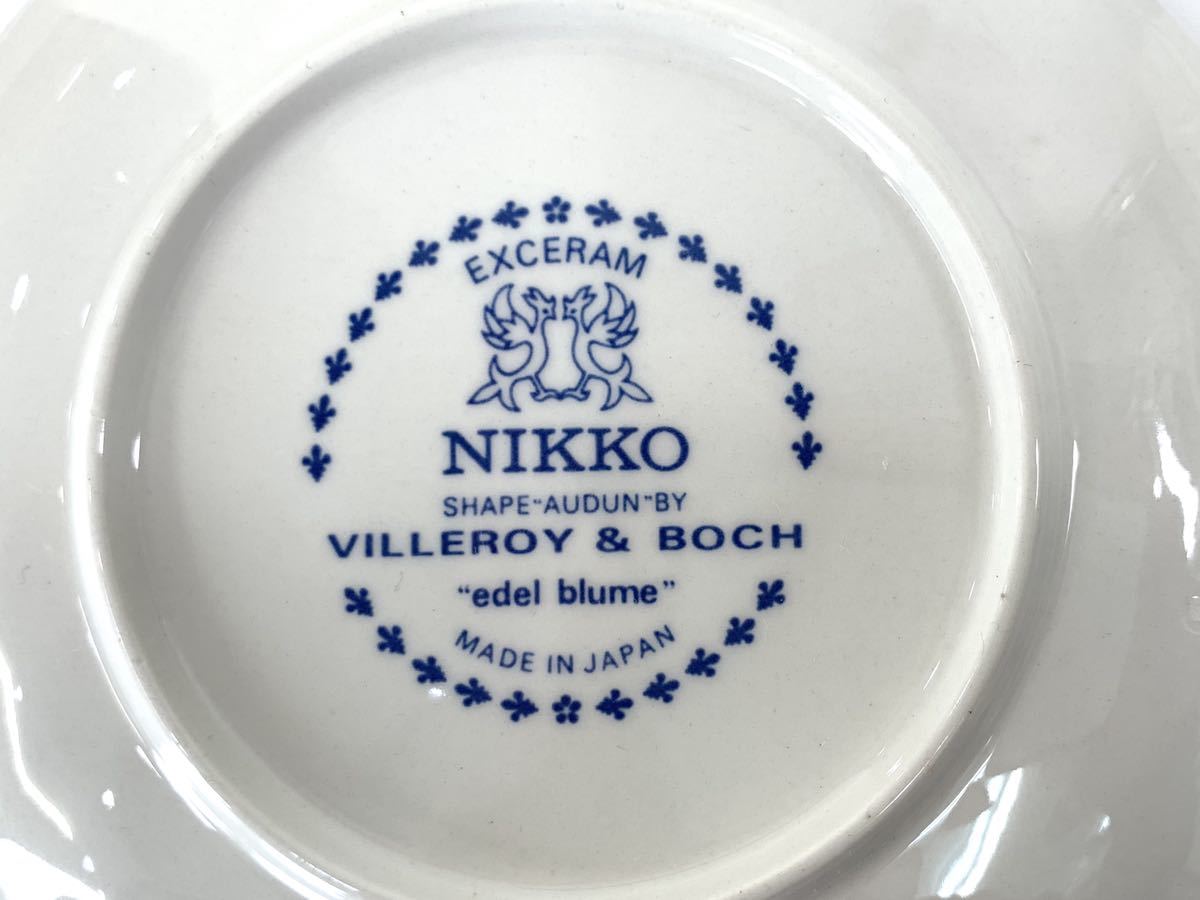 EXCERAM
NIKKO
SHAPE "AUDUN" BY
VILLEROY & BOCH
"edel blume"
MADE IN JAPAN